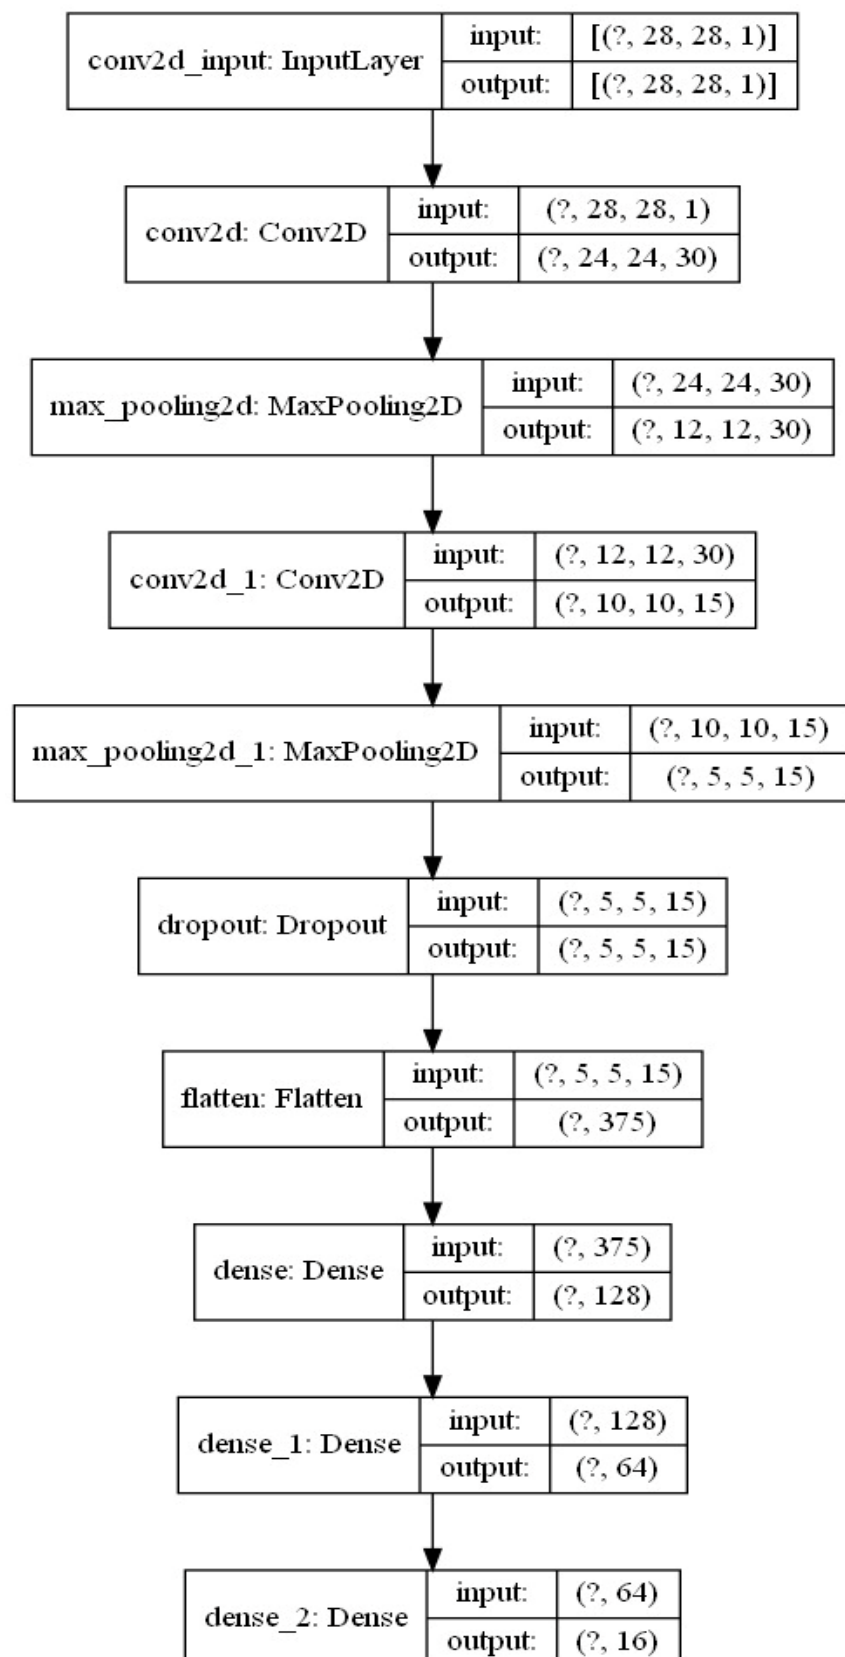 conv2d_input: InputLayer
input:
[(?, 28, 28, 1)]
output:
[(?, 28, 28, 1)]
conv2d: Conv2D
input:
(?, 28, 28, 1)
output:
(?, 24, 24, 30)
max_pooling2d: MaxPooling2D
input:
(?, 24, 24, 30)
output:
(?, 12, 12, 30)
conv2d_1: Conv2D
input:
(?, 12, 12, 30)
output:
(?, 10, 10, 15)
max_pooling2d_1: MaxPooling2D
input:
(?, 10, 10, 15)
output:
(?, 5, 5, 15)
dropout: Dropout
input:
(?, 5, 5, 15)
output:
(?, 5, 5, 15)
flatten: Flatten
input:
(?, 5, 5, 15)
output:
(?, 375)
dense: Dense
input:
(?, 375)
output:
(?, 128)
dense_1: Dense
input:
(?, 128)
output:
(?, 64)
dense_2: Dense
input:
(?, 64)
output:
(?, 16)